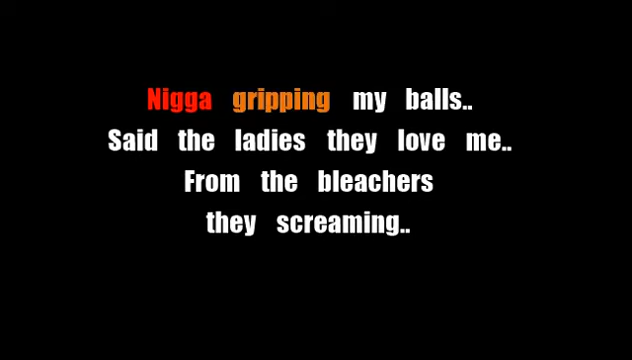 Nigga gripping my balls..
Said the ladies they love me..
From the bleachers
they screaming..